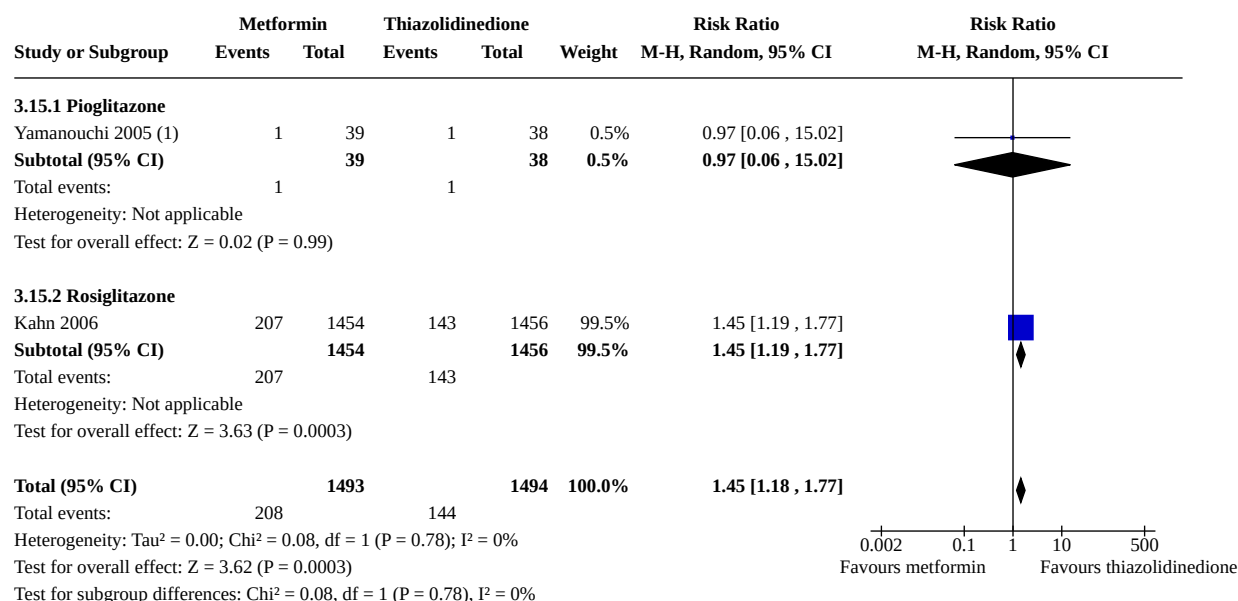 Metformin Thiazolidinedione Risk Ratio Risk Ratio
Study or Subgroup Events Total Events Total Weight M-H, Random, 95% CI M-H, Random, 95% CI
3.15.1 Pioglitazone
Yamanouchi 2005 (1) 1 39 1 38 0.5% 0.97 [0.06 , 15.02]
Subtotal (95% CI) 39 38 0.5% 0.97 [0.06 , 15.02]
Total events: 1 1
Heterogeneity: Not applicable
Test for overall effect: Z = 0.02 (P = 0.99)
3.15.2 Rosiglitazone
Kahn 2006 207 1454 143 1456 99.5% 1.45 [1.19 , 1.77]
Subtotal (95% CI) 1454 1456 99.5% 1.45 [1.19 , 1.77]
Total events: 207 143
Heterogeneity: Not applicable
Test for overall effect: Z = 3.63 (P = 0.0003)
Total (95% CI) 1493 1494 100.0% 1.45 [1.18 , 1.77]
Total events: 208 144
Heterogeneity: Tau² = 0.00; Chi² = 0.08, df = 1 (P = 0.78); I² = 0%
0.002 0.1 1 10 500
Test for overall effect: Z = 3.62 (P = 0.0003)
Favours metformin Favours thiazolidinedione
Test for subgroup differences: Chi² = 0.08, df = 1 (P = 0.78), I² = 0%